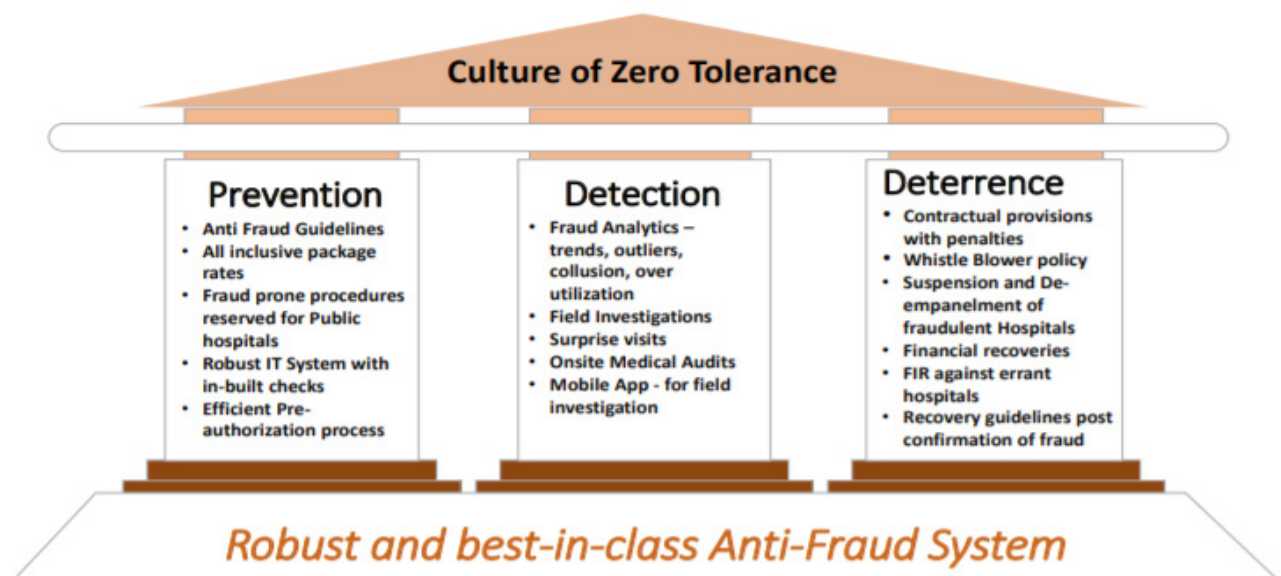 Culture of Zero Tolerance
Prevention
• Anti Fraud Guidelines
• All inclusive package
rates
• Fraud prone procedures
reserved for Public
hospitals
• Robust IT System with
in-built checks
• Efficient Pre-
authorization process
Detection
• Fraud Analytics –
trends, outliers,
collusion, over
utilization
• Field Investigations
• Surprise visits
• Onsite Medical Audits
• Mobile App - for field
investigation
Deterrence
• Contractual provisions
with penalties
• Whistle Blower policy
• Suspension and De-
empanelment of
fraudulent Hospitals
• Financial recoveries
• FIR against errant
hospitals
• Recovery guidelines post
confirmation of fraud
Robust and best-in-class Anti-Fraud System